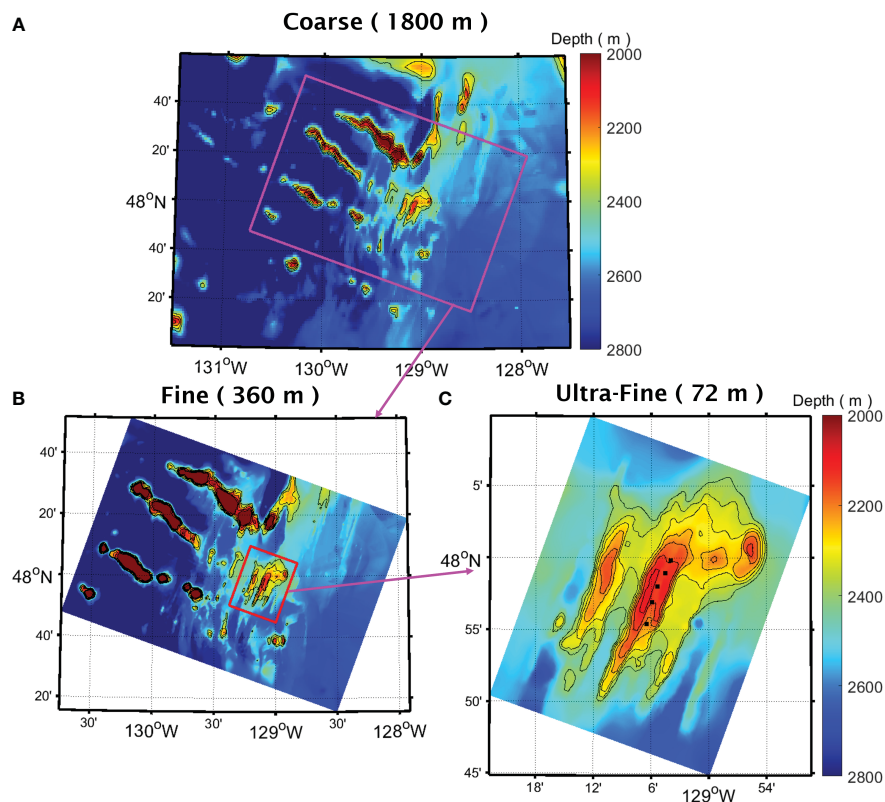 A
Coarse ( 1800 m )
Depth ( m )
2000
2200
2400
2600
2800
40'
20'
48°N
40'
20'
131°W
130°W
129°W
128°W
B
Fine ( 360 m )
40'
20'
48°N
40'
20'
30'
130°W
30'
129°W
30'
128°W
C
Ultra-Fine ( 72 m )
Depth ( m )
2000
2200
2400
2600
2800
5'
48°N
55'
50'
45'
18'
12'
6'
129°W
54'